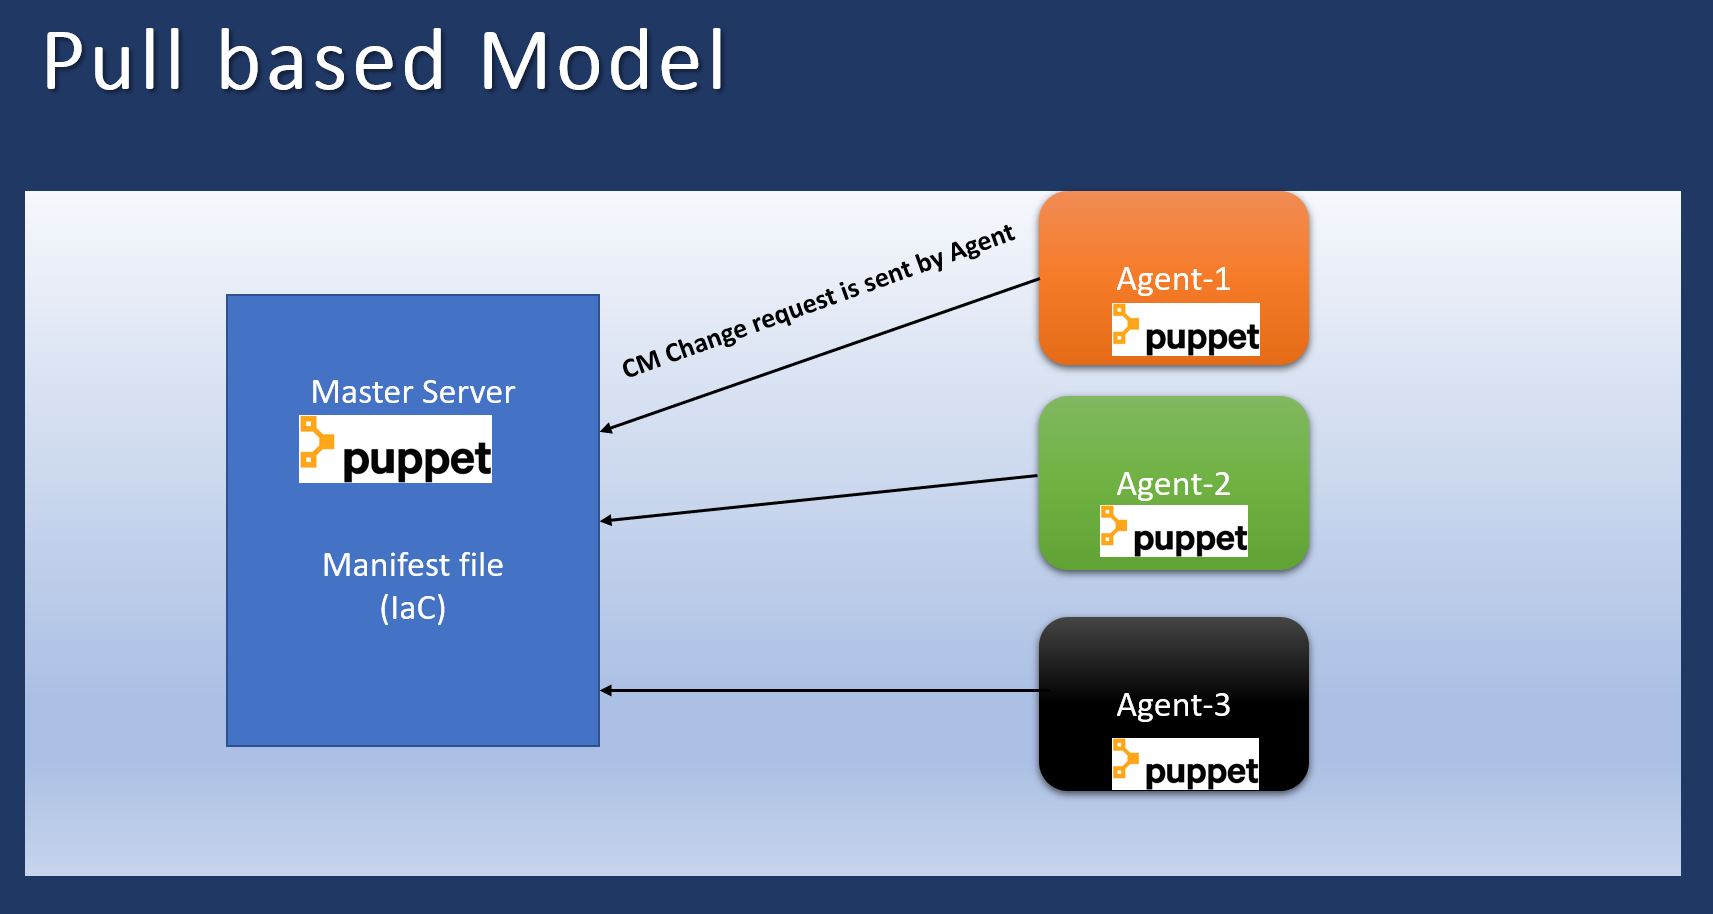 Pull based Model
CM Change request is sent by Agent
Master Server
puppet
Manifest file
(IaC)
Agent-1
puppet
Agent-2
puppet
Agent-3
puppet